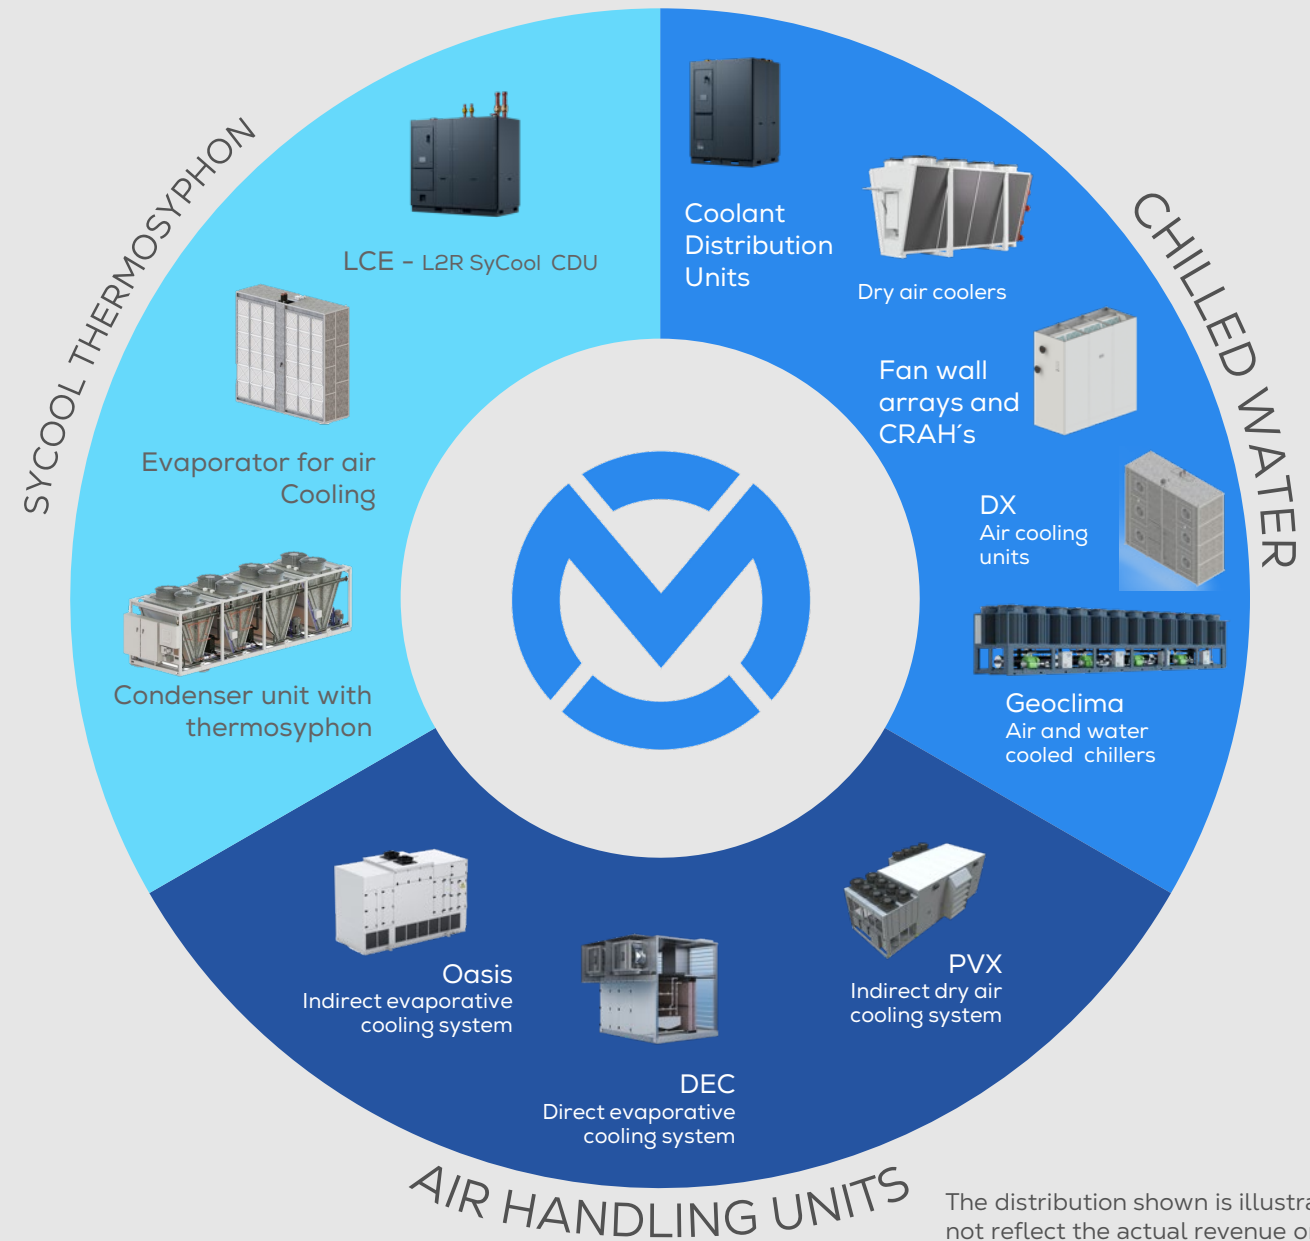 SYCOOL THERMOSYPHON
LCE - L2R SyCool CDU
Evaporator for air
Cooling
Condenser unit with
thermosyphon
CHILLED WATER
Coolant
Distribution
Units
Dry air coolers
Fan wall
arrays and
CRAH´s
DX
Air cooling
units
Geoclima
Air and water
cooled chillers
Oasis
Indirect evaporative
cooling system
DEC
Direct evaporative
cooling system
PVX
Indirect dry air
cooling system
AIR HANDLING UNITS
The distribution shown is
not reflect the actual revenue